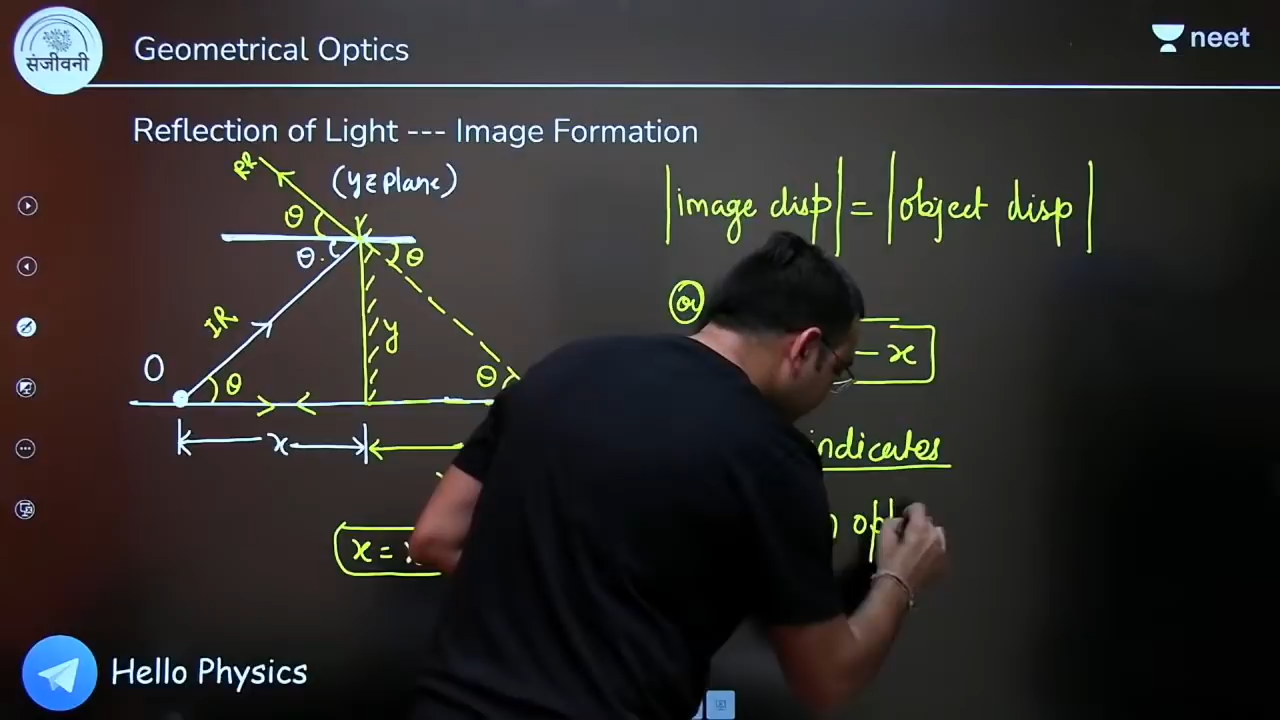 संजीवनी
Geometrical Optics
neet
Reflection of Light --- Image Formation
RR
(YZ Plane)
θ
θ
θ
IR
y
O
θ
θ
x
x =
|image disp| = |object disp|
or
- x
indicates
Hello Physics